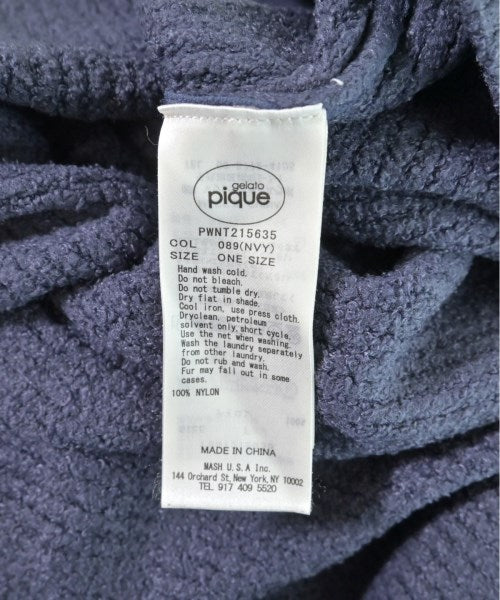 gelato
pique
PWNT215635
COL 089(NVY)
SIZE ONE SIZE
Hand wash cold.
Do not bleach.
Do not tumble dry.
Dry flat in shade.
Cool iron, use press cloth.
Dryclean, petroleum
solvent only, short cycle.
Use the net when washing.
Wash the laundry separately
from other laundry.
Do not rub and wash.
Fur may fall out in some
cases.
100% NYLON
MADE IN CHINA
MASH U.S.A Inc.
144 Orchard St, New York, NY 10002
TEL 917 409 5520